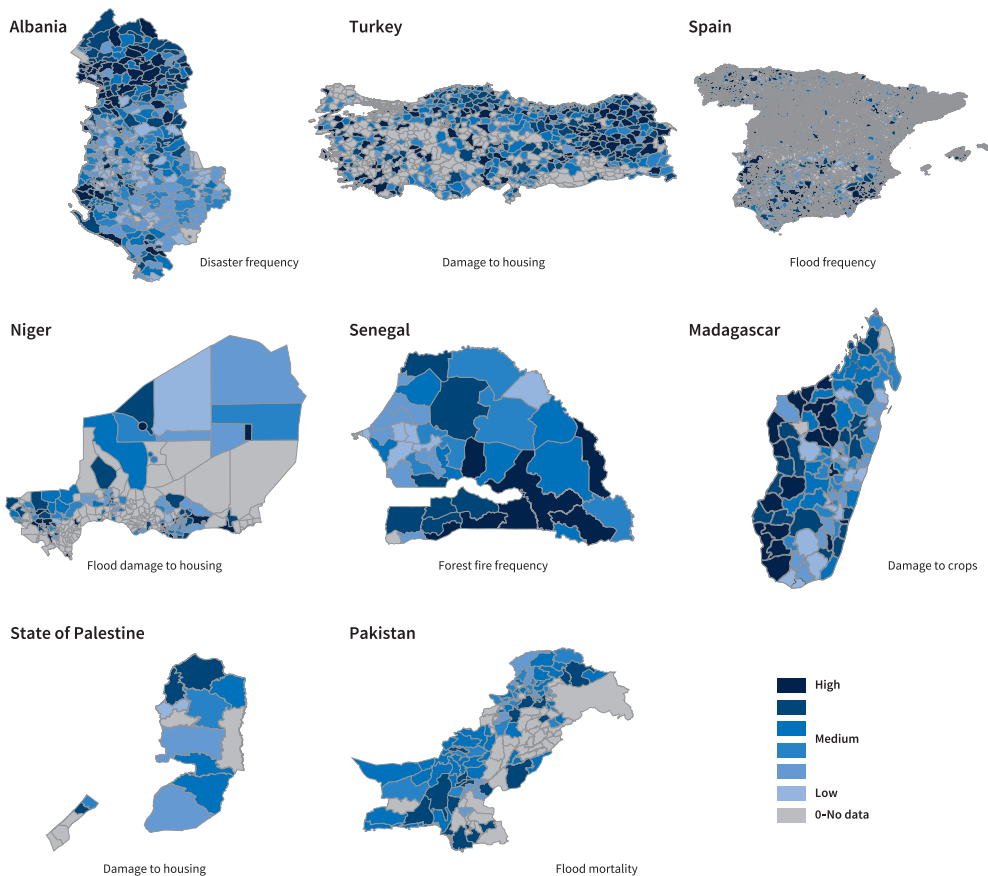 Albania
Turkey
Spain
Disaster frequency
Damage to housing
Flood frequency
Niger
Senegal
Madagascar
Flood damage to housing
Forest fire frequency
Damage to crops
State of Palestine
Pakistan
High
Medium
Low
0-No data
Damage to housing
Flood mortality